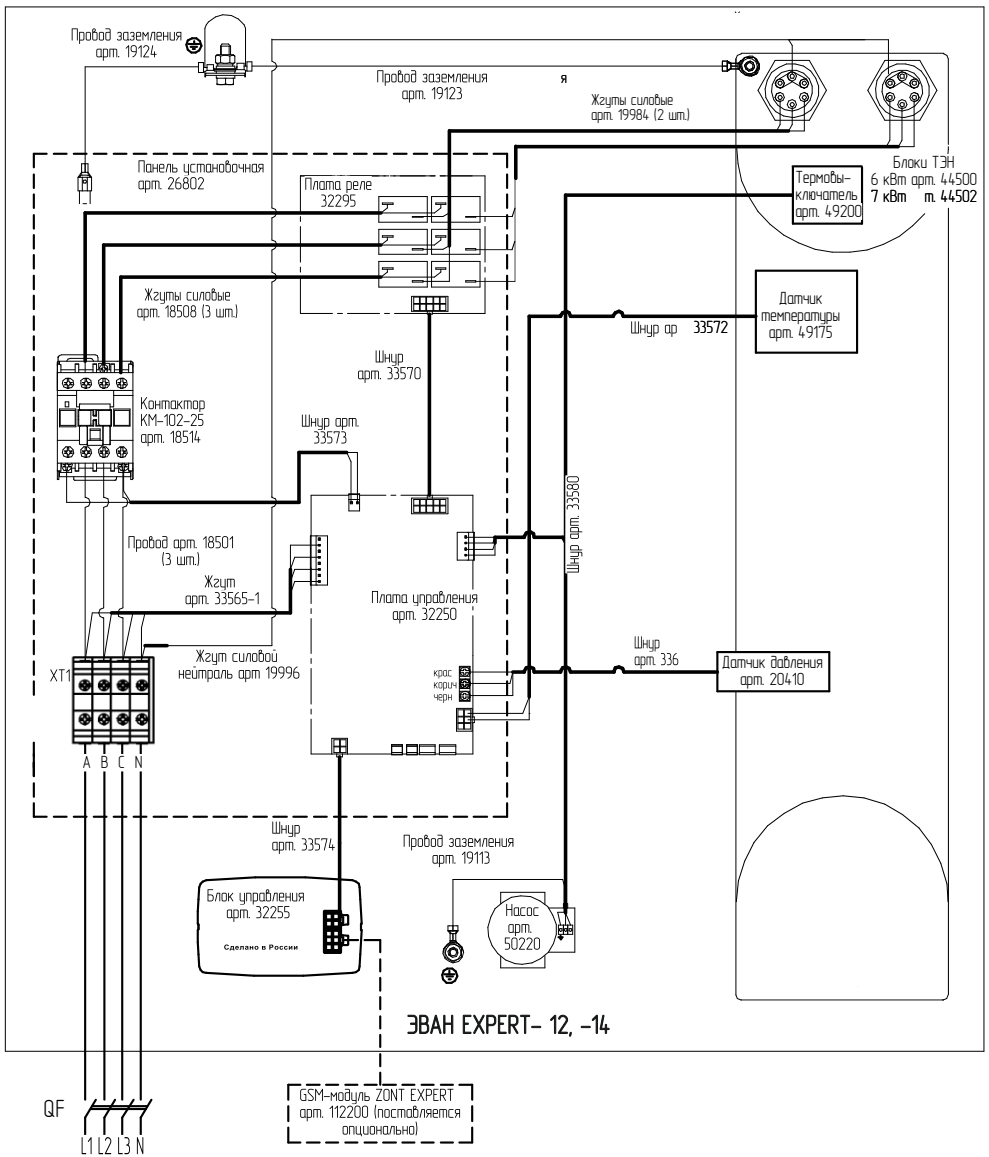 Провод заземления
арт. 19124
Провод заземления
арт. 19123
я
Жгуты силовые
арт. 19984 (2 шт.)
Панель установочная
арт. 26802
Плата реле
32295
Блоки ТЭН
6 кВт арт. 44500
7 кВт т. 44502
Термовы-
ключатель
арт. 49200
Жгуты силовые
арт. 18508 (3 шт.)
Датчик
температуры
арт. 49175
Шнур ар 33572
Шнур
арт. 33570
Контактор
КМ-102-25
арт. 18514
Шнур арт.
33573
Шнур арт. 33580
Провод арт. 18501
(3 шт.)
Жгут
арт. 33565-1
Плата управления
арт. 32250
Жгут силовой
нейтраль арт 19996
XT1
крас
корич
черн
Шнур
арт. 336
Датчик давления
арт. 20410
A B C N
Шнур
арт. 33574
Провод заземления
арт. 19113
Блок управления
арт. 32255
Сделано в России
Насос
арт.
50220
ЭВАН EXPERT- 12, -14
GSM-модуль ZONT EXPERT
арт. 112200 (поставляется
опционально)
QF
L1 L2 L3 N